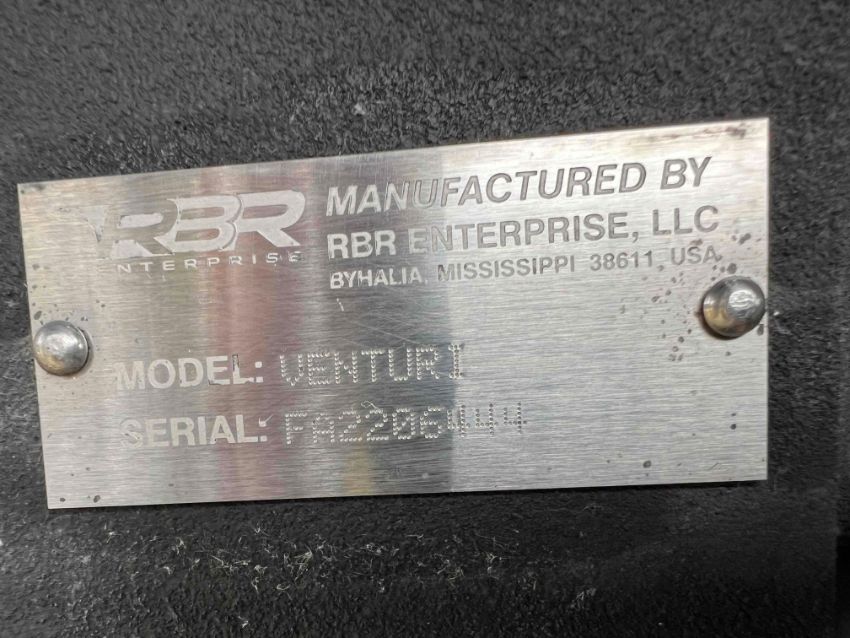 RBR
ENTERPRISE
MANUFACTURED BY
RBR ENTERPRISE, LLC
BYHALIA, MISSISSIPPI 38611, USA
MODEL: VENTURI
SERIAL: FA2206444